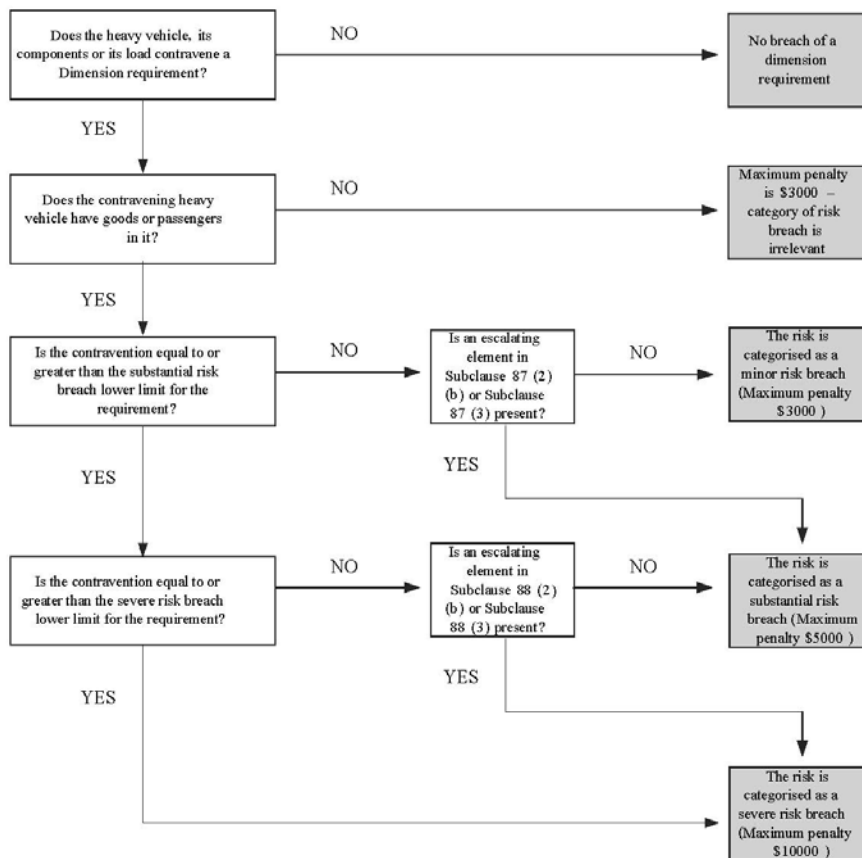 Does the heavy vehicle, its
components or its load contravene a
Dimension requirement?
NO
No breach of a
dimension
requirement
YES
Does the contravening heavy
vehicle have goods or passengers
in it?
NO
Maximum penalty
is $3000 –
category of risk
breach is
irrelevant
YES
Is the contravention equal to or
greater than the substantial risk
breach lower limit for the
requirement?
NO
Is an escalating
element in
Subclause 87 (2)
(b) or Subclause
87 (3) present?
NO
The risk is
categorised as a
minor risk breach
(Maximum penalty
$3000 )
YES
YES
Is the contravention equal to or
greater than the severe risk breach
lower limit for the requirement?
NO
Is an escalating
element in
Subclause 88 (2)
(b) or Subclause
88 (3) present?
NO
The risk is
categorised as a
substantial risk
breach (Maximum
penalty $5000 )
YES
YES
The risk is
categorised as a
severe risk breach
(Maximum penalty
$10000 )